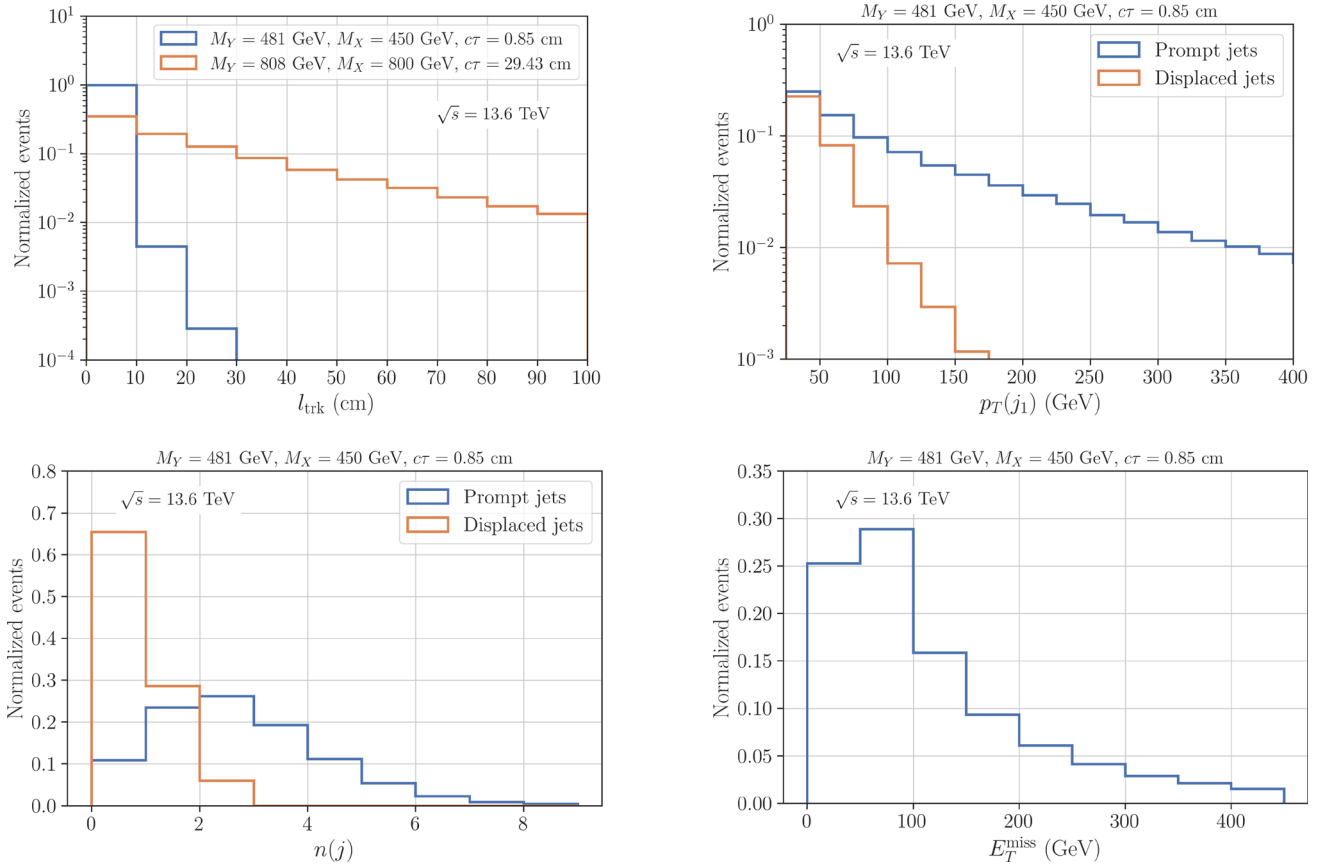 M_Y = 481 GeV, M_X = 450 GeV, cτ = 0.85 cm
M_Y = 808 GeV, M_X = 800 GeV, cτ = 29.43 cm
√s = 13.6 TeV
Normalized events
10^1
10^0
10^−1
10^−2
10^−3
10^−4
0 10 20 30 40 50 60 70 80 90 100
l_trk (cm)
M_Y = 481 GeV, M_X = 450 GeV, cτ = 0.85 cm
√s = 13.6 TeV
Prompt jets
Displaced jets
Normalized events
10^0
10^−1
10^−2
10^−3
50 100 150 200 250 300 350 400
p_T(j_1) (GeV)
M_Y = 481 GeV, M_X = 450 GeV, cτ = 0.85 cm
√s = 13.6 TeV
Prompt jets
Displaced jets
Normalized events
0.8
0.7
0.6
0.5
0.4
0.3
0.2
0.1
0.0
0 2 4 6 8
n(j)
M_Y = 481 GeV, M_X = 450 GeV, cτ = 0.85 cm
√s = 13.6 TeV
Normalized events
0.35
0.30
0.25
0.20
0.15
0.10
0.05
0.00
0 100 200 300 400
E_T^miss (GeV)